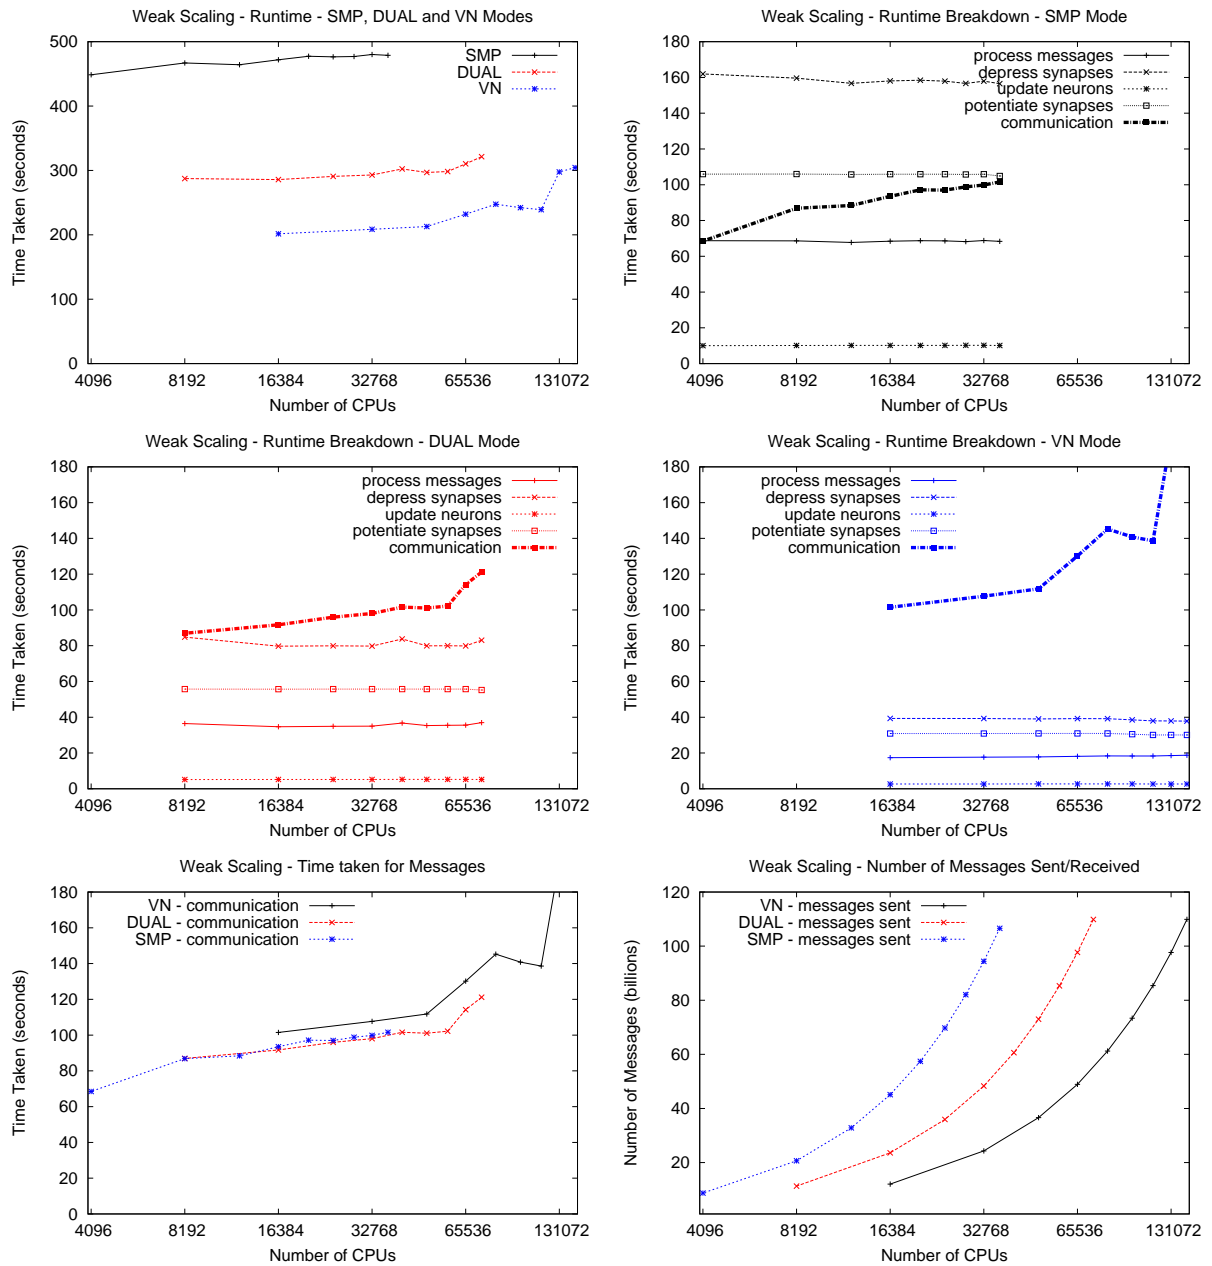 Weak Scaling - Runtime - SMP, DUAL and VN Modes
500
400
300
200
100
0
4096 8192 16384 32768 65536 131072
Time Taken (seconds)
Number of CPUs
SMP
DUAL
VN
Weak Scaling - Runtime Breakdown - SMP Mode
180
160
140
120
100
80
60
40
20
0
4096 8192 16384 32768 65536 131072
Time Taken (seconds)
Number of CPUs
process messages
depress synapses
update neurons
potentiate synapses
communication
Weak Scaling - Runtime Breakdown - DUAL Mode
180
160
140
120
100
80
60
40
20
0
4096 8192 16384 32768 65536 131072
Time Taken (seconds)
Number of CPUs
process messages
depress synapses
update neurons
potentiate synapses
communication
Weak Scaling - Runtime Breakdown - VN Mode
180
160
140
120
100
80
60
40
20
0
4096 8192 16384 32768 65536 131072
Time Taken (seconds)
Number of CPUs
process messages
depress synapses
update neurons
potentiate synapses
communication
Weak Scaling - Time taken for Messages
180
160
140
120
100
80
60
40
20
0
4096 8192 16384 32768 65536 131072
Time Taken (seconds)
Number of CPUs
VN - communication
DUAL - communication
SMP - communication
Weak Scaling - Number of Messages Sent/Received
120
100
80
60
40
20
4096 8192 16384 32768 65536 131072
Number of Messages (billions)
Number of CPUs
VN - messages sent
DUAL - messages sent
SMP - messages sent